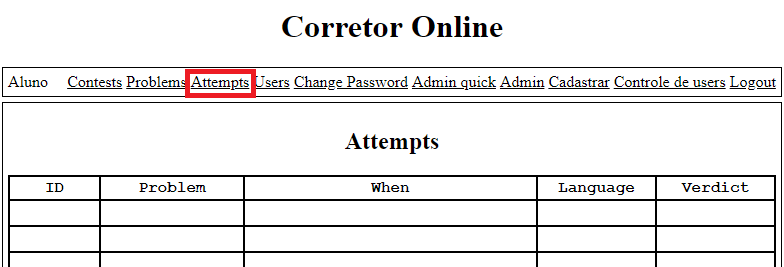 Corretor Online
Aluno Contests Problems Attempts Users Change Password Admin quick Admin Cadastrar Controle de users Logout
Attempts
ID Problem When Language Verdict